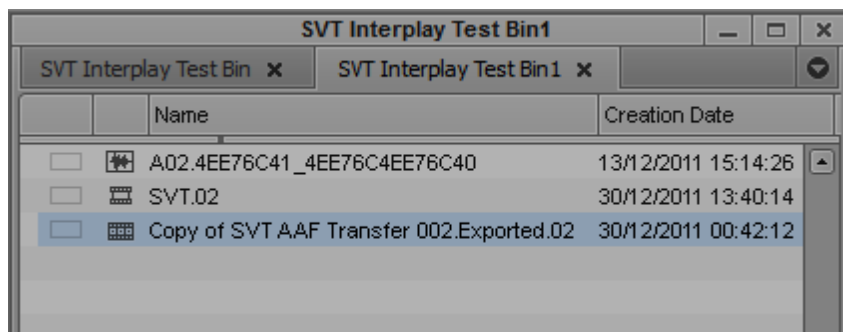 SVT Interplay Test Bin1
SVT Interplay Test Bin SVT Interplay Test Bin1
Name Creation Date
A02.4EE76C41_4EE76C4EE76C40 13/12/2011 15:14:26
SVT.02 30/12/2011 13:40:14
Copy of SVT AAF Transfer 002.Exported.02 30/12/2011 00:42:12